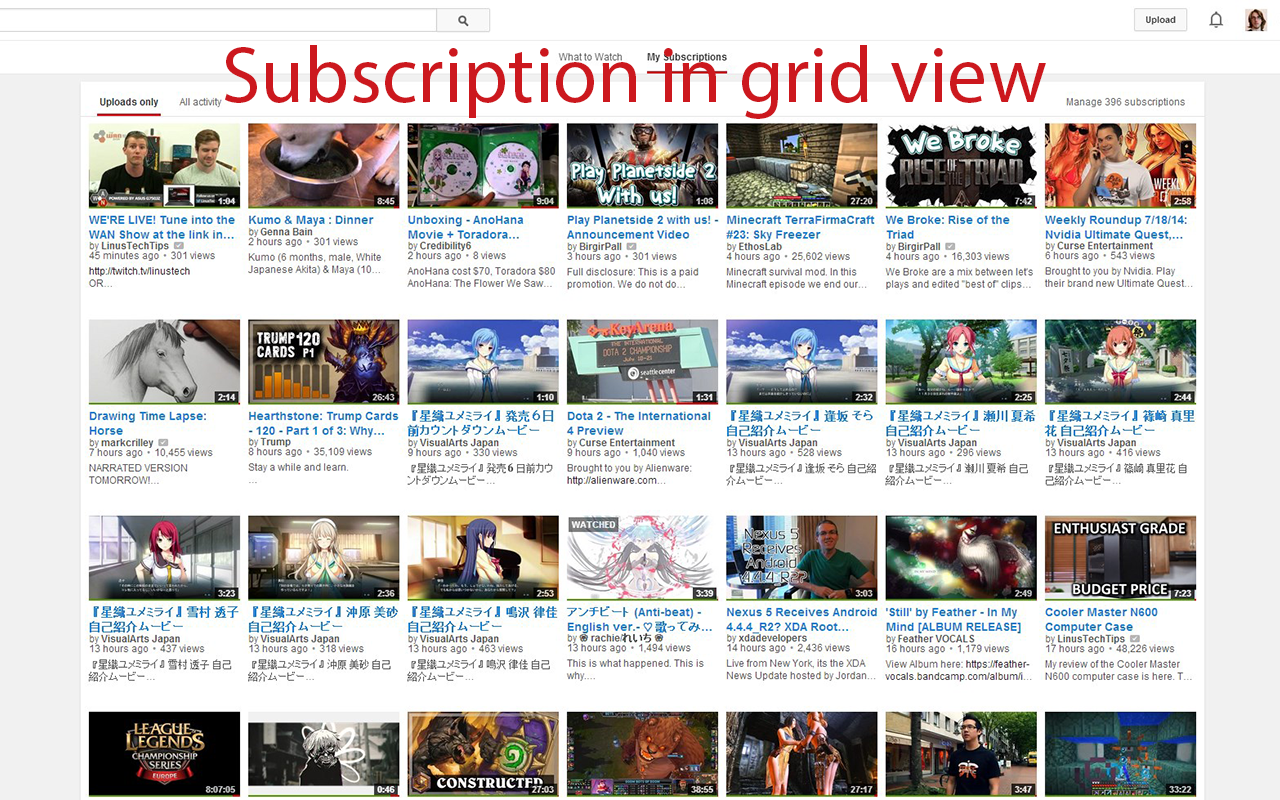 Upload
What to Watch
My Subscriptions
Subscription in grid view
Uploads only
All activity
Manage 396 subscriptions
1:04
8:45
9:04
Play Planetside 2
With us!
1:08
27:20
We Broke
RISE OF THE TRIAD
7:42
WEEKLY
2:58
WE'RE LIVE! Tune into the
WAN Show at the link in…
by LinusTechTips
45 minutes ago • 301 views
http://twitch.tv/linustech
OR…
Kumo & Maya : Dinner
by Genna Bain
2 hours ago • 301 views
Kumo (6 months, male, White
Japanese Akita) & Maya (10…
Unboxing - AnoHana
Movie + Toradora…
by Credibility6
2 hours ago • 8 views
AnoHana cost $70, Toradora $80
AnoHana: The Flower We Saw…
Play Planetside 2 with us! -
Announcement Video
by BirgirPall
3 hours ago • 301 views
Full disclosure: This is a paid
promotion. We do not do…
Minecraft TerraFirmaCraft
#23: Sky Freezer
by EthosLab
4 hours ago • 25,602 views
Minecraft survival mod. In this
Minecraft episode we end our…
We Broke: Rise of the
Triad
by BirgirPall
4 hours ago • 16,303 views
We Broke are a mix between let's
plays and edited "best of" clips…
Weekly Roundup 7/18/14:
Nvidia Ultimate Quest,…
by Curse Entertainment
6 hours ago • 543 views
Brought to you by Nvidia. Play
their brand new Ultimate Quest…
2:14
TRUMP 120
CARDS P1
26:43
1:10
KeyArena
THE INTERNATIONAL
DOTA 2 CHAMPIONSHIP
seattlecenter
1:31
2:32
2:25
2:44
Drawing Time Lapse:
Horse
by markcrilley
7 hours ago • 10,455 views
NARRATED VERSION
TOMORROW!…
Hearthstone: Trump Cards
- 120 - Part 1 of 3: Why…
by Trump
8 hours ago • 35,109 views
Stay a while and learn.
…
『星織ユメミライ』発売６日
前カウントダウンムービー
by VisualArts Japan
9 hours ago • 330 views
『星織ユメミライ』発売６日前カウ
ントダウンムービー…
Dota 2 - The International
4 Preview
by Curse Entertainment
9 hours ago • 1,040 views
Brought to you by Alienware:
http://alienware.com…
『星織ユメミライ』逢坂 そら
自己紹介ムービー
by VisualArts Japan
13 hours ago • 528 views
『星織ユメミライ』逢坂 そら 自己紹
介ムービー…
『星織ユメミライ』瀬川 夏希
自己紹介ムービー
by VisualArts Japan
13 hours ago • 296 views
『星織ユメミライ』瀬川 夏希 自己
紹介ムービー…
『星織ユメミライ』篠崎 真里
花 自己紹介ムービー
by VisualArts Japan
13 hours ago • 416 views
『星織ユメミライ』篠崎 真里花 自
己紹介ムービー…
3:23
2:36
2:53
WATCHED
3:39
Nexus 5
Receives
Android
4.4.4 R2??
3:03
2:49
ENTHUSIAST GRADE
BUDGET PRICE
7:23
『星織ユメミライ』雪村 透子
自己紹介ムービー
by VisualArts Japan
13 hours ago • 437 views
『星織ユメミライ』雪村 透子 自己
紹介ムービー…
『星織ユメミライ』沖原 美砂
自己紹介ムービー
by VisualArts Japan
13 hours ago • 318 views
『星織ユメミライ』沖原 美砂 自己
紹介ムービー…
『星織ユメミライ』鳴沢 律佳
自己紹介ムービー
by VisualArts Japan
13 hours ago • 463 views
『星織ユメミライ』鳴沢 律佳 自己
紹介ムービー…
アンチビート (Anti-beat) -
English ver.- ♡ 歌ってみ…
by ❀ rachie/れいち ❀
13 hours ago • 1,494 views
This is what happened. This is
why.…
Nexus 5 Receives Android
4.4.4_R2? XDA Root…
by xdadevelopers
14 hours ago • 2,436 views
Live from New York, its the XDA
News Update hosted by Jordan…
'Still' by Feather - In My
Mind [ALBUM RELEASE]
by Feather VOCALS
16 hours ago • 1,179 views
View Album here: https://feather-
vocals.bandcamp.com/album/i…
Cooler Master N600
Computer Case
by LinusTechTips
17 hours ago • 48,226 views
My review of the Cooler Master
N600 computer case is here. T…
LEAGUE
LEGENDS
CHAMPIONSHIP
SERIES
EUROPE
8:07:05
0:46
CONSTRUCTED
27:03
38:55
27:17
3:47
33:22